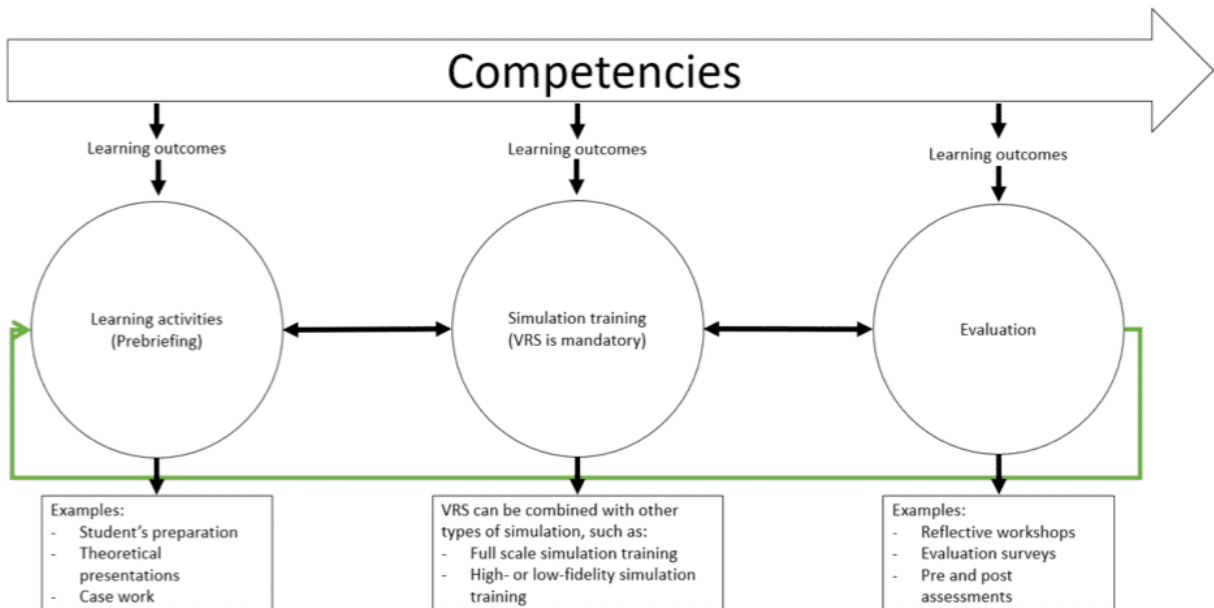 Competencies
Learning outcomes
Learning outcomes
Learning outcomes
Learning activities
(Prebriefing)
Simulation training
(VRS is mandatory)
Evaluation
Examples:
- Student's preparation
- Theoretical
presentations
- Case work
VRS can be combined with other
types of simulation, such as:
- Full scale simulation training
- High- or low-fidelity simulation
training
Examples:
- Reflective workshops
- Evaluation surveys
- Pre and post
assessments